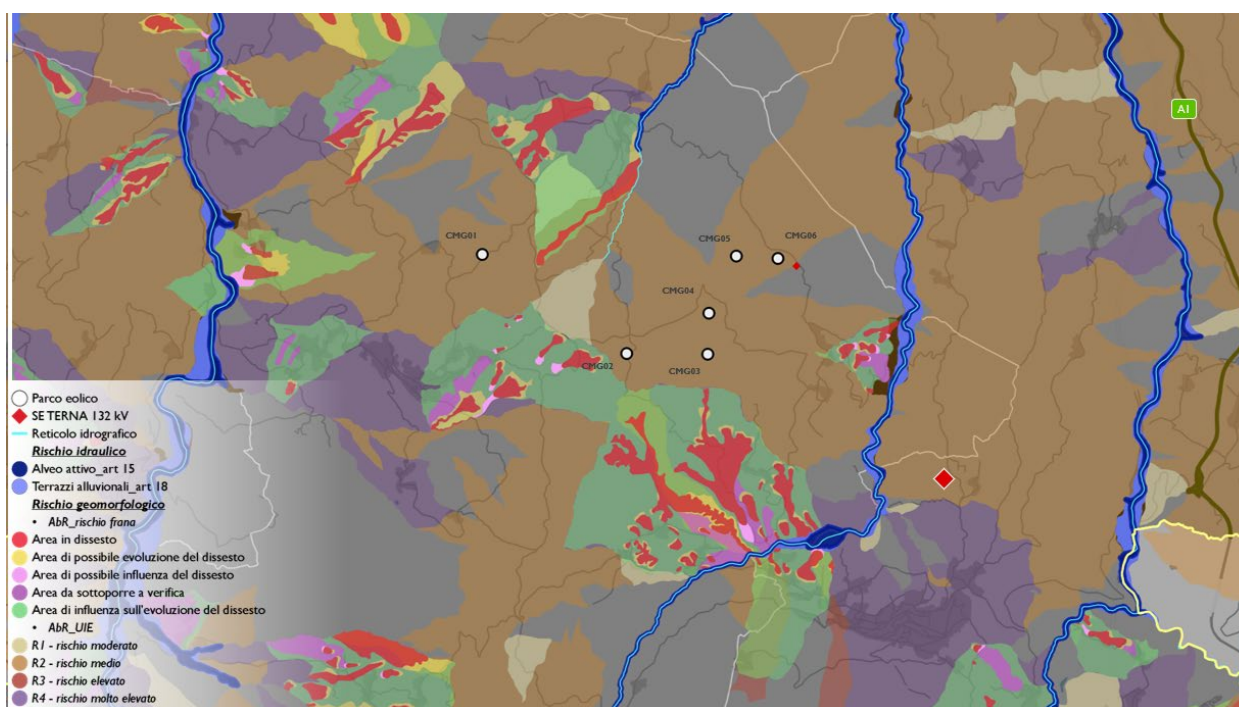 A1
CMG01
CMG05
CMG06
CMG04
CMG02
CMG03
Parco eolico
SE TERNA 132 kV
Reticolo idrografico
Rischio idraulico
Alveo attivo_art 15
Terrazzi alluvionali_art 18
Rischio geomorfologico
• AbR_rischio frana
Area in dissesto
Area di possibile evoluzione del dissesto
Area di possibile influenza del dissesto
Area da sottoporre a verifica
Area di influenza sull'evoluzione del dissesto
• AbR_UIE
R1 - rischio moderato
R2 - rischio medio
R3 - rischio elevato
R4 - rischio molto elevato